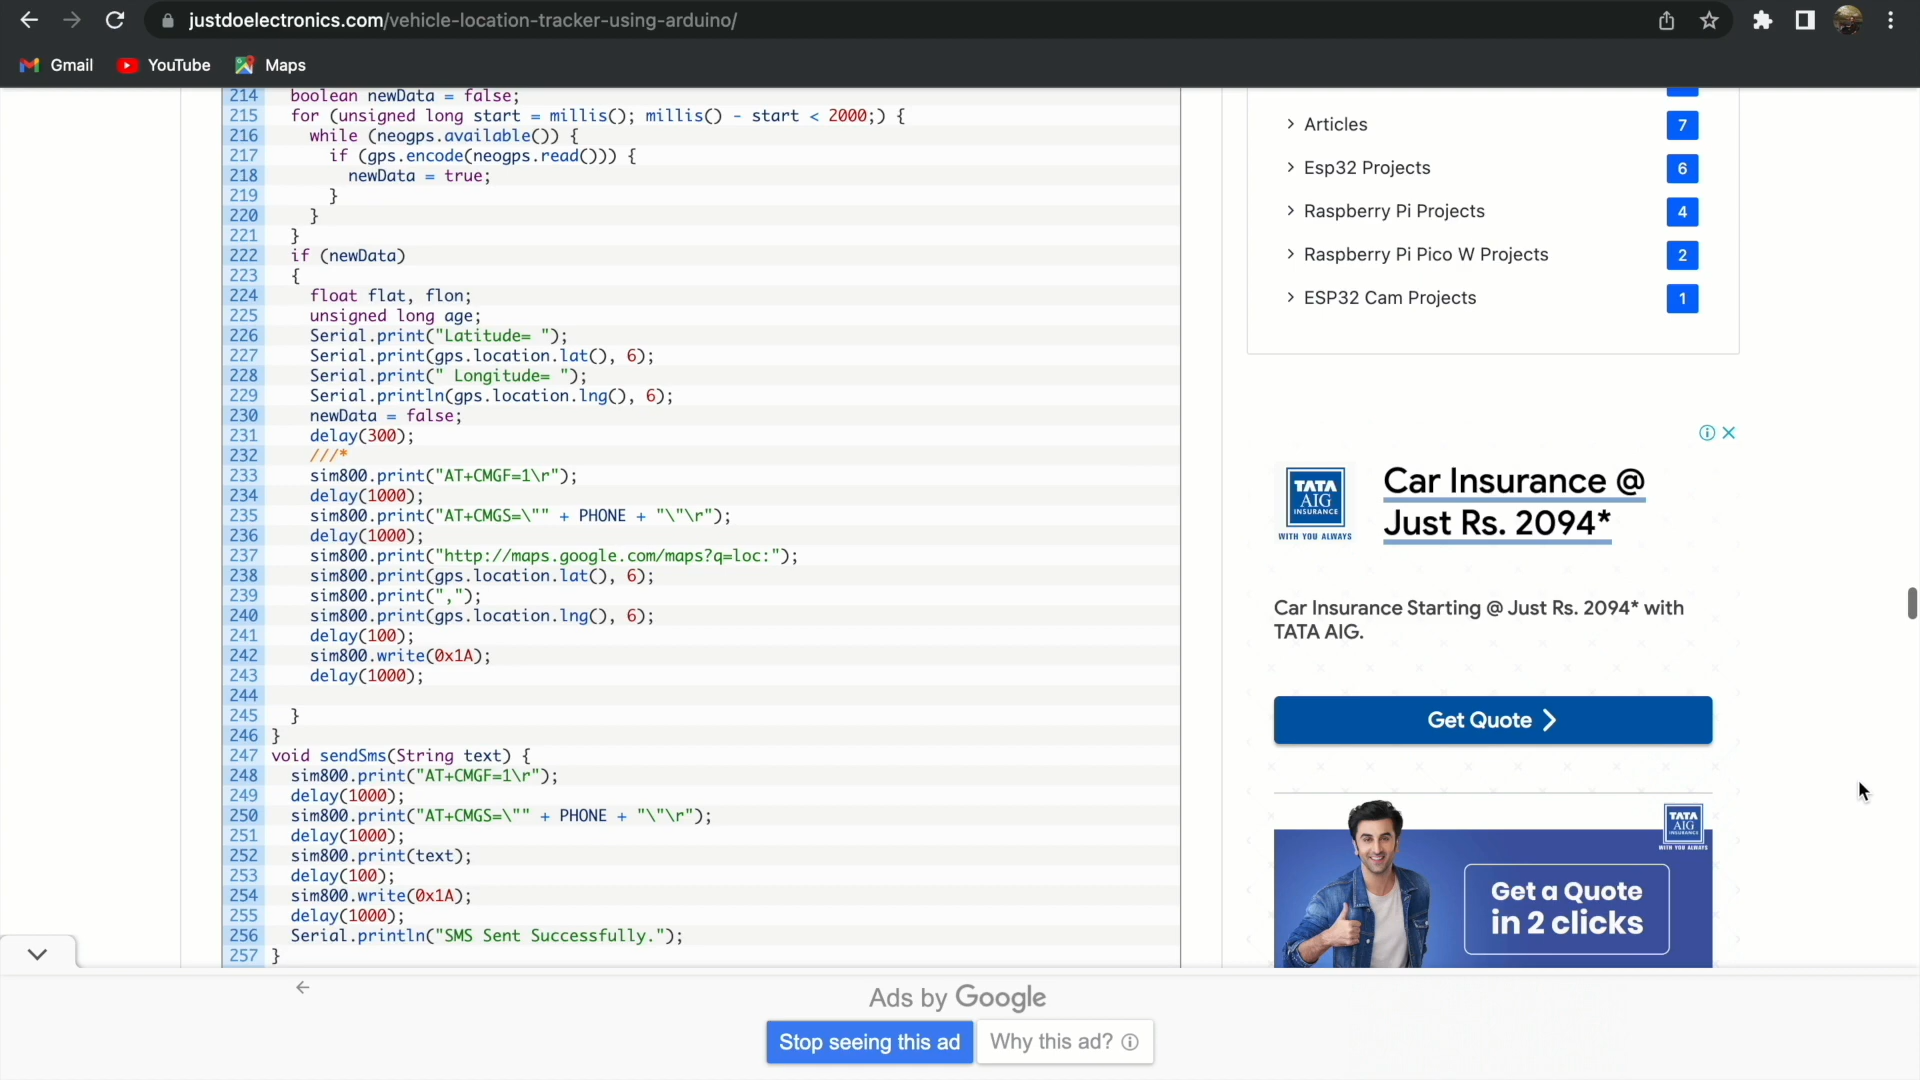 justdoelectronics.com/vehicle-location-tracker-using-arduino/
Gmail YouTube Maps
214 boolean newData = false;
215 for (unsigned long start = millis(); millis() - start < 2000;) {
216 while (neogps.available()) {
217 if (gps.encode(neogps.read())) {
218 newData = true;
219 }
220 }
221 }
222 if (newData)
223 {
224 float flat, flon;
225 unsigned long age;
226 Serial.print("Latitude= ");
227 Serial.print(gps.location.lat(), 6);
228 Serial.print(" Longitude= ");
229 Serial.println(gps.location.lng(), 6);
230 newData = false;
231 delay(300);
232 ///*
233 sim800.print("AT+CMGF=1\r");
234 delay(1000);
235 sim800.print("AT+CMGS=\"" + PHONE + "\"\r");
236 delay(1000);
237 sim800.print("http://maps.google.com/maps?q=loc:");
238 sim800.print(gps.location.lat(), 6);
239 sim800.print(",");
240 sim800.print(gps.location.lng(), 6);
241 delay(100);
242 sim800.write(0x1A);
243 delay(1000);
244
245 }
246 }
247 void sendSms(String text) {
248 sim800.print("AT+CMGF=1\r");
249 delay(1000);
250 sim800.print("AT+CMGS=\"" + PHONE + "\"\r");
251 delay(1000);
252 sim800.print(text);
253 delay(100);
254 sim800.write(0x1A);
255 delay(1000);
256 Serial.println("SMS Sent Successfully.");
257 }
Articles 7
Esp32 Projects 6
Raspberry Pi Projects 4
Raspberry Pi Pico W Projects 2
ESP32 Cam Projects 1
TATA
AIG
INSURANCE
WITH YOU ALWAYS
Car Insurance @
Just Rs. 2094*
Car Insurance Starting @ Just Rs. 2094* with
TATA AIG.
Get Quote
TATA
AIG
INSURANCE
WITH YOU ALWAYS
Get a Quote
in 2 clicks
Ads by Google
Stop seeing this ad
Why this ad?